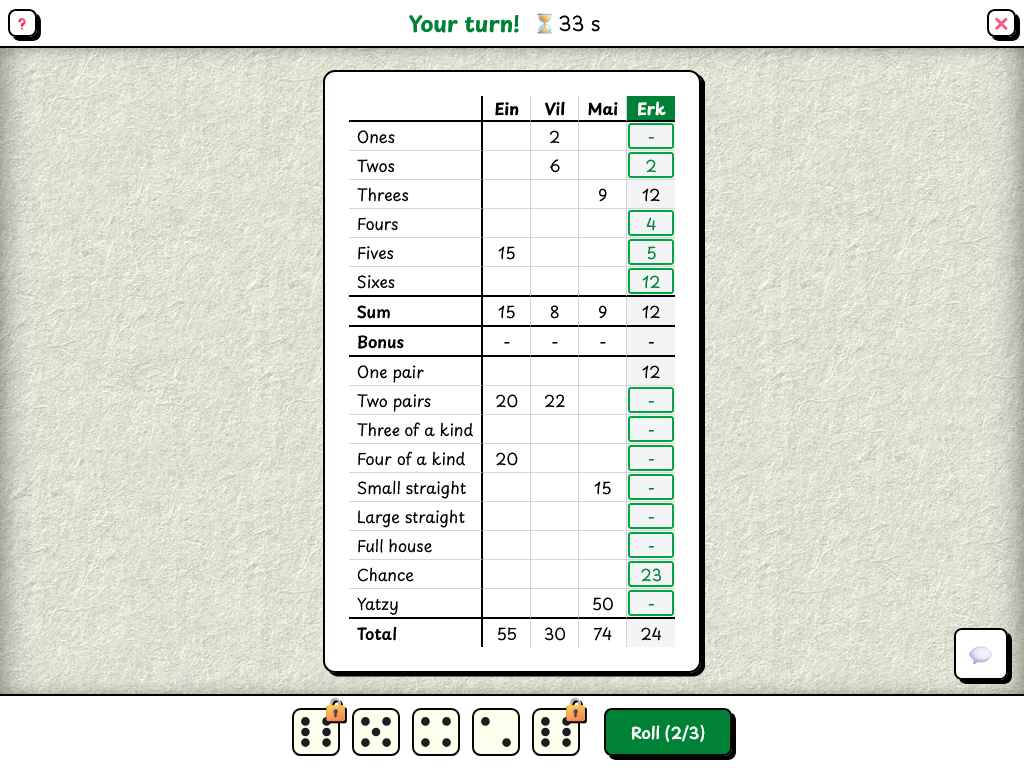 ? Your turn! ⏳ 33 s ×
Ein Vil Mai Erk
Ones 2 -
Twos 6 2
Threes 9 12
Fours 4
Fives 15 5
Sixes 12
Sum 15 8 9 12
Bonus - - - -
One pair 12
Two pairs 20 22 -
Three of a kind -
Four of a kind 20 -
Small straight 15 -
Large straight -
Full house -
Chance 23
Yatzy 50 -
Total 55 30 74 24
Roll (2/3)